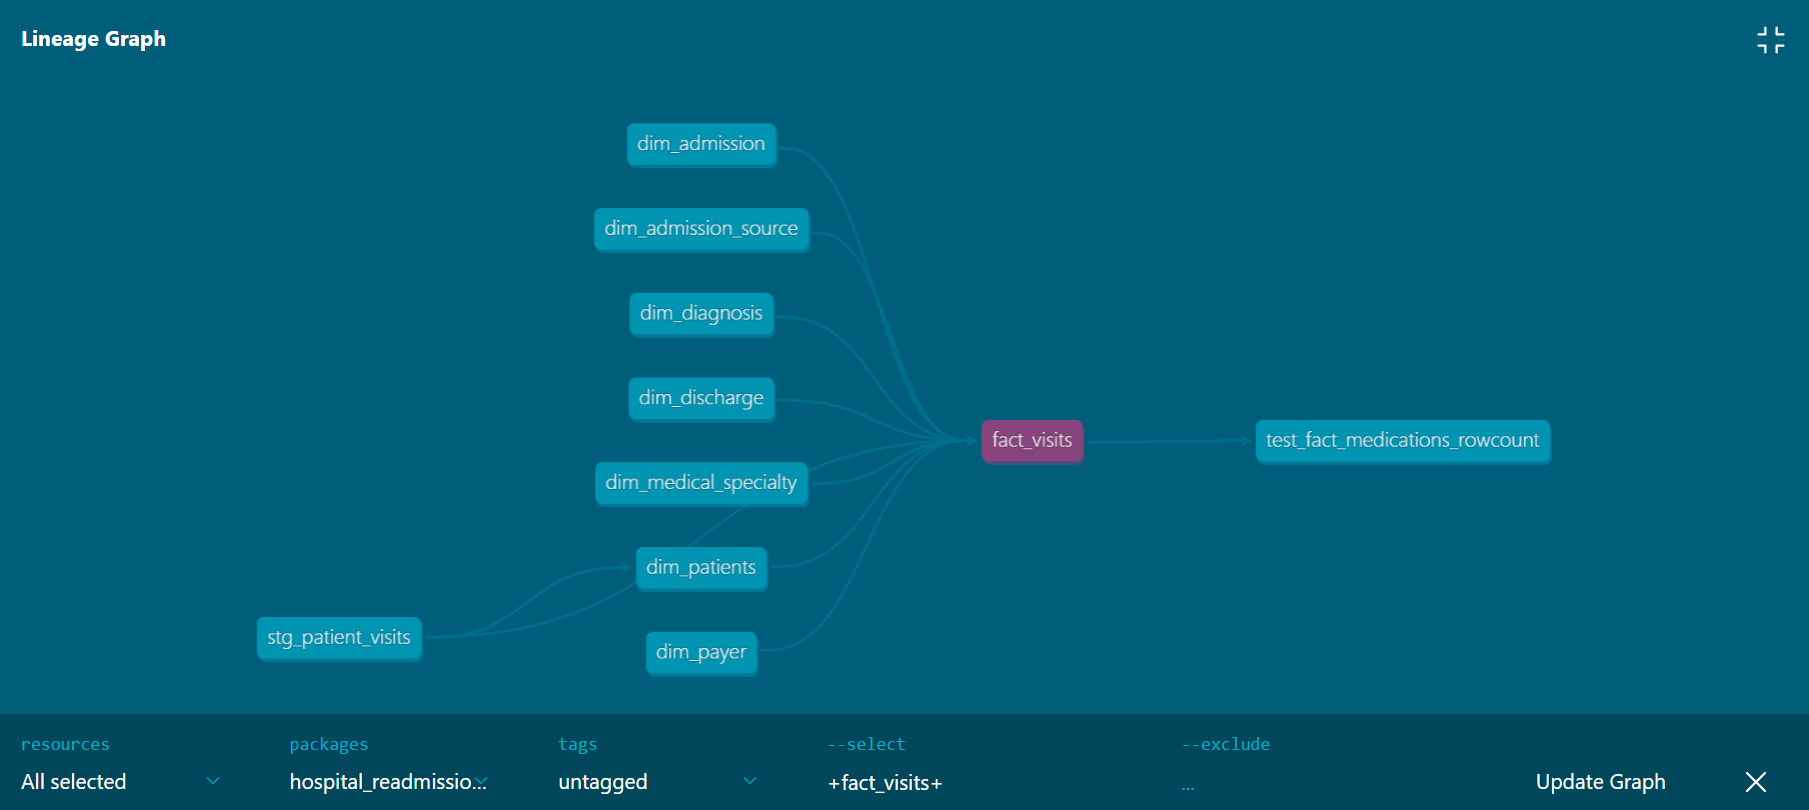 Lineage Graph
dim_admission
dim_admission_source
dim_diagnosis
dim_discharge
fact_visits
test_fact_medications_rowcount
dim_medical_specialty
dim_patients
stg_patient_visits
dim_payer
resources
packages
tags
--select
--exclude
All selected
hospital_readmissio...
untagged
+fact_visits+
...
Update Graph